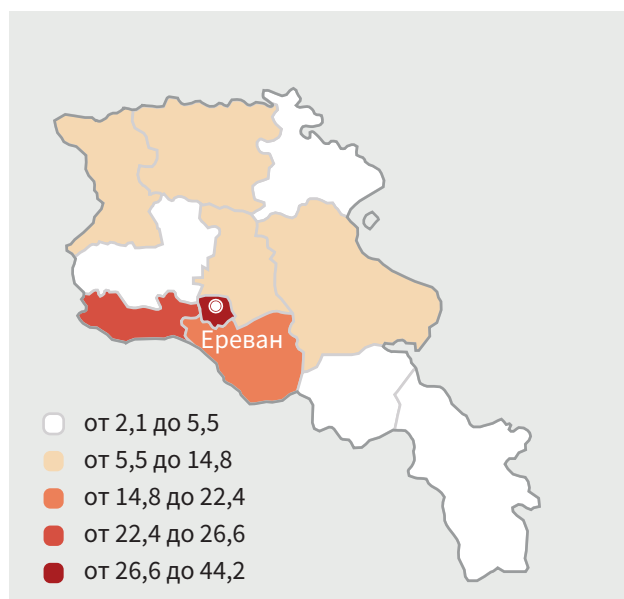 Ереван
от 2,1 до 5,5
от 5,5 до 14,8
от 14,8 до 22,4
от 22,4 до 26,6
от 26,6 до 44,2